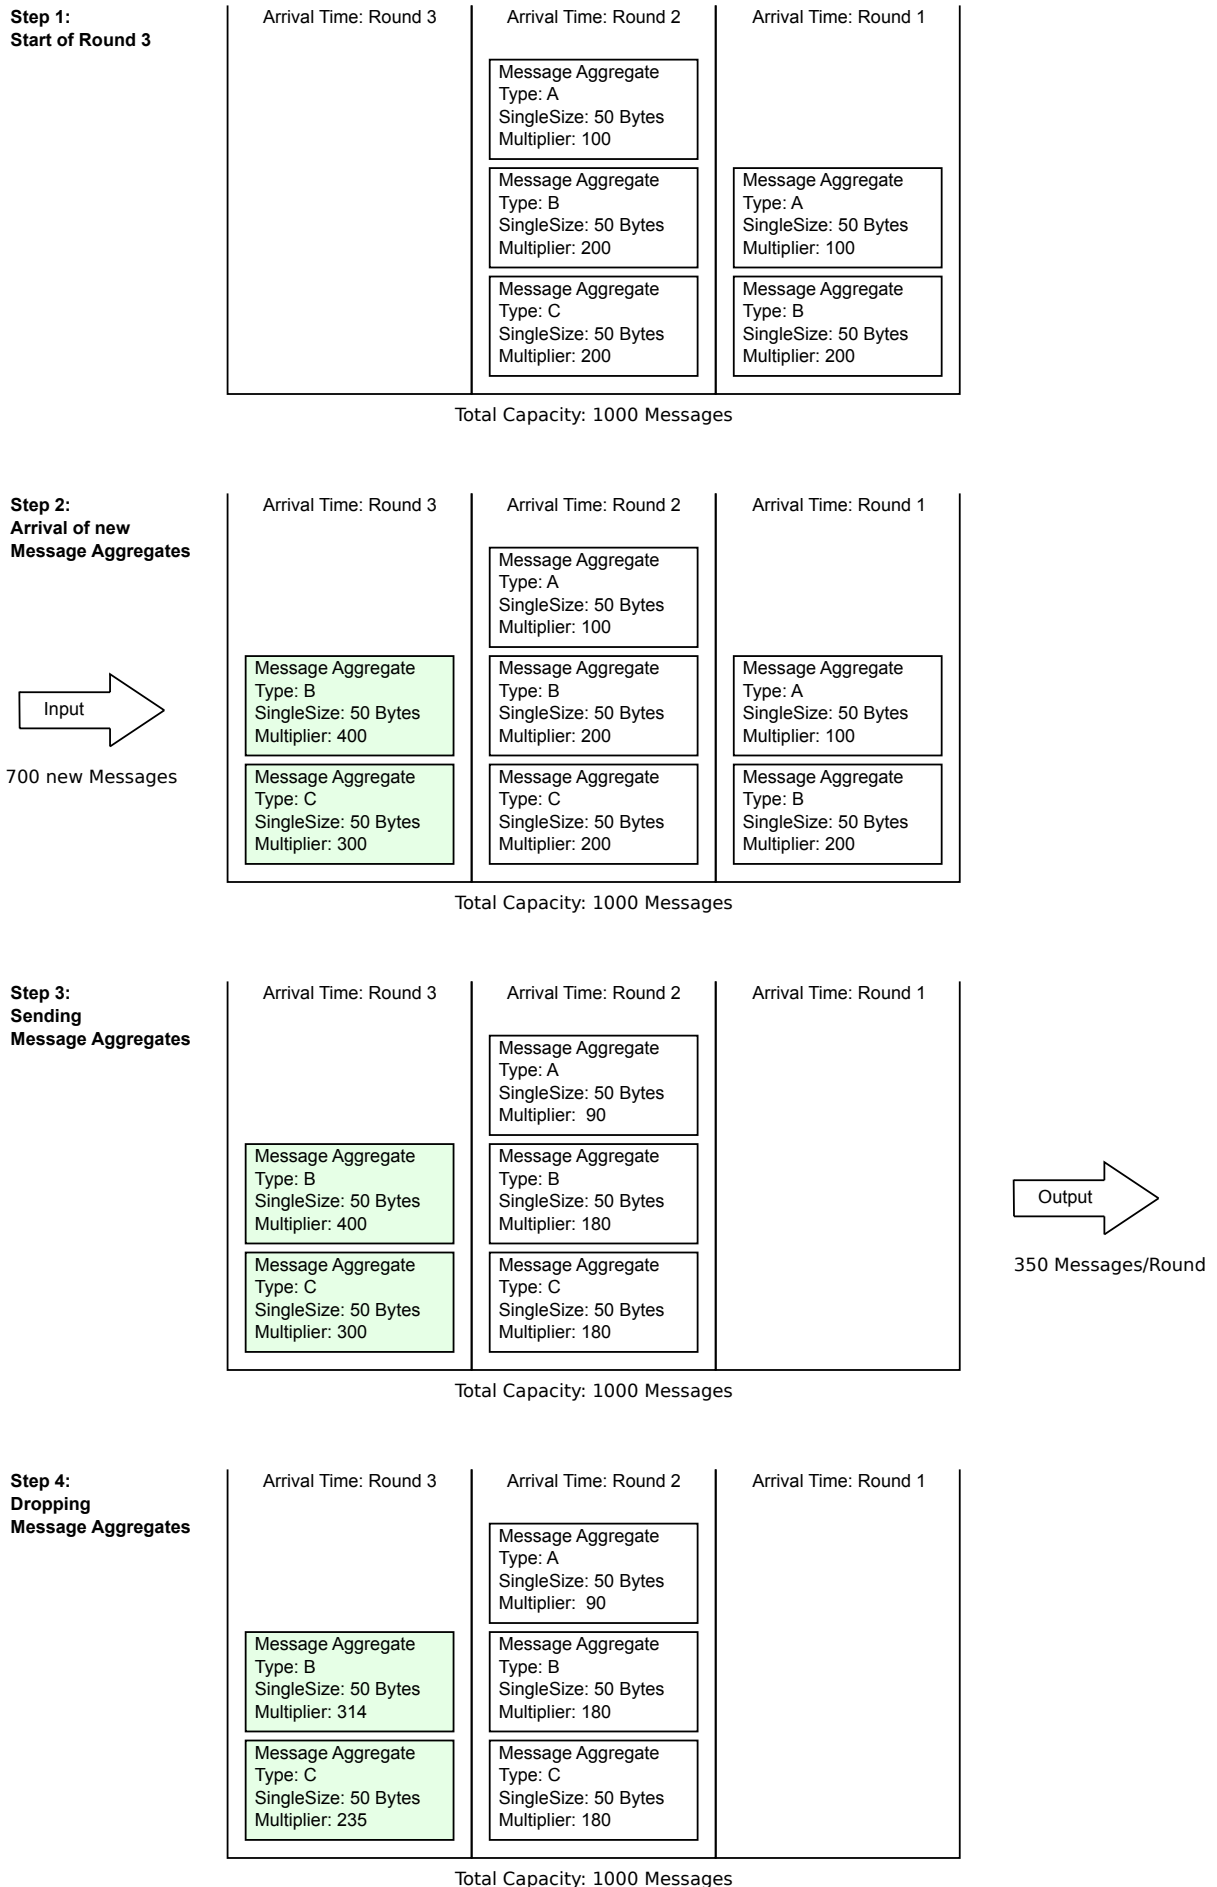 Step 1:
Start of Round 3
Arrival Time: Round 3
Arrival Time: Round 2
Arrival Time: Round 1
Message Aggregate
Type: A
SingleSize: 50 Bytes
Multiplier: 100
Message Aggregate
Type: B
SingleSize: 50 Bytes
Multiplier: 200
Message Aggregate
Type: C
SingleSize: 50 Bytes
Multiplier: 200
Message Aggregate
Type: A
SingleSize: 50 Bytes
Multiplier: 100
Message Aggregate
Type: B
SingleSize: 50 Bytes
Multiplier: 200
Total Capacity: 1000 Messages
Step 2:
Arrival of new
Message Aggregates
Input
700 new Messages
Arrival Time: Round 3
Arrival Time: Round 2
Arrival Time: Round 1
Message Aggregate
Type: B
SingleSize: 50 Bytes
Multiplier: 400
Message Aggregate
Type: C
SingleSize: 50 Bytes
Multiplier: 300
Message Aggregate
Type: A
SingleSize: 50 Bytes
Multiplier: 100
Message Aggregate
Type: B
SingleSize: 50 Bytes
Multiplier: 200
Message Aggregate
Type: C
SingleSize: 50 Bytes
Multiplier: 200
Message Aggregate
Type: A
SingleSize: 50 Bytes
Multiplier: 100
Message Aggregate
Type: B
SingleSize: 50 Bytes
Multiplier: 200
Total Capacity: 1000 Messages
Step 3:
Sending
Message Aggregates
Arrival Time: Round 3
Arrival Time: Round 2
Arrival Time: Round 1
Message Aggregate
Type: B
SingleSize: 50 Bytes
Multiplier: 400
Message Aggregate
Type: C
SingleSize: 50 Bytes
Multiplier: 300
Message Aggregate
Type: A
SingleSize: 50 Bytes
Multiplier: 90
Message Aggregate
Type: B
SingleSize: 50 Bytes
Multiplier: 180
Message Aggregate
Type: C
SingleSize: 50 Bytes
Multiplier: 180
Output
350 Messages/Round
Total Capacity: 1000 Messages
Step 4:
Dropping
Message Aggregates
Arrival Time: Round 3
Arrival Time: Round 2
Arrival Time: Round 1
Message Aggregate
Type: B
SingleSize: 50 Bytes
Multiplier: 314
Message Aggregate
Type: C
SingleSize: 50 Bytes
Multiplier: 235
Message Aggregate
Type: A
SingleSize: 50 Bytes
Multiplier: 90
Message Aggregate
Type: B
SingleSize: 50 Bytes
Multiplier: 180
Message Aggregate
Type: C
SingleSize: 50 Bytes
Multiplier: 180
Total Capacity: 1000 Messages